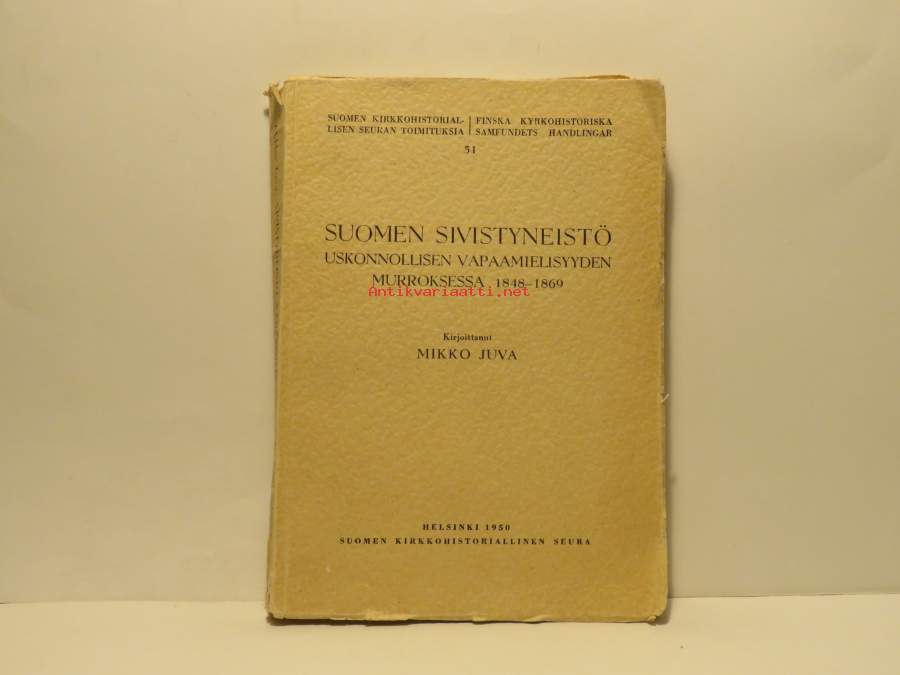 SUOMEN KIRKKOHISTORIAL-
LISEN SEURAN TOIMITUKSIA
FINSKA KYRKOHISTORISKA
SAMFUNDETS HANDLINGAR
51
SUOMEN SIVISTYNEISTÖ
USKONNOLLISEN VAPAAMIELISYYDEN
MURROKSESSA 1848–1869
Antikvariaatti.net
Kirjoittanut
MIKKO JUVA
HELSINKI 1950
SUOMEN KIRKKOHISTORIALLINEN SEURA